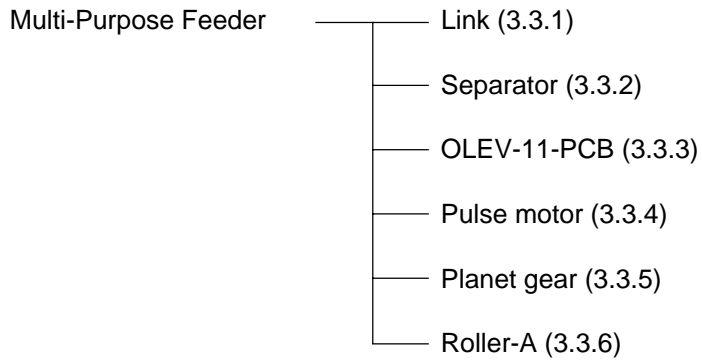 Multi-Purpose Feeder
Link (3.3.1)
Separator (3.3.2)
OLEV-11-PCB (3.3.3)
Pulse motor (3.3.4)
Planet gear (3.3.5)
Roller-A (3.3.6)